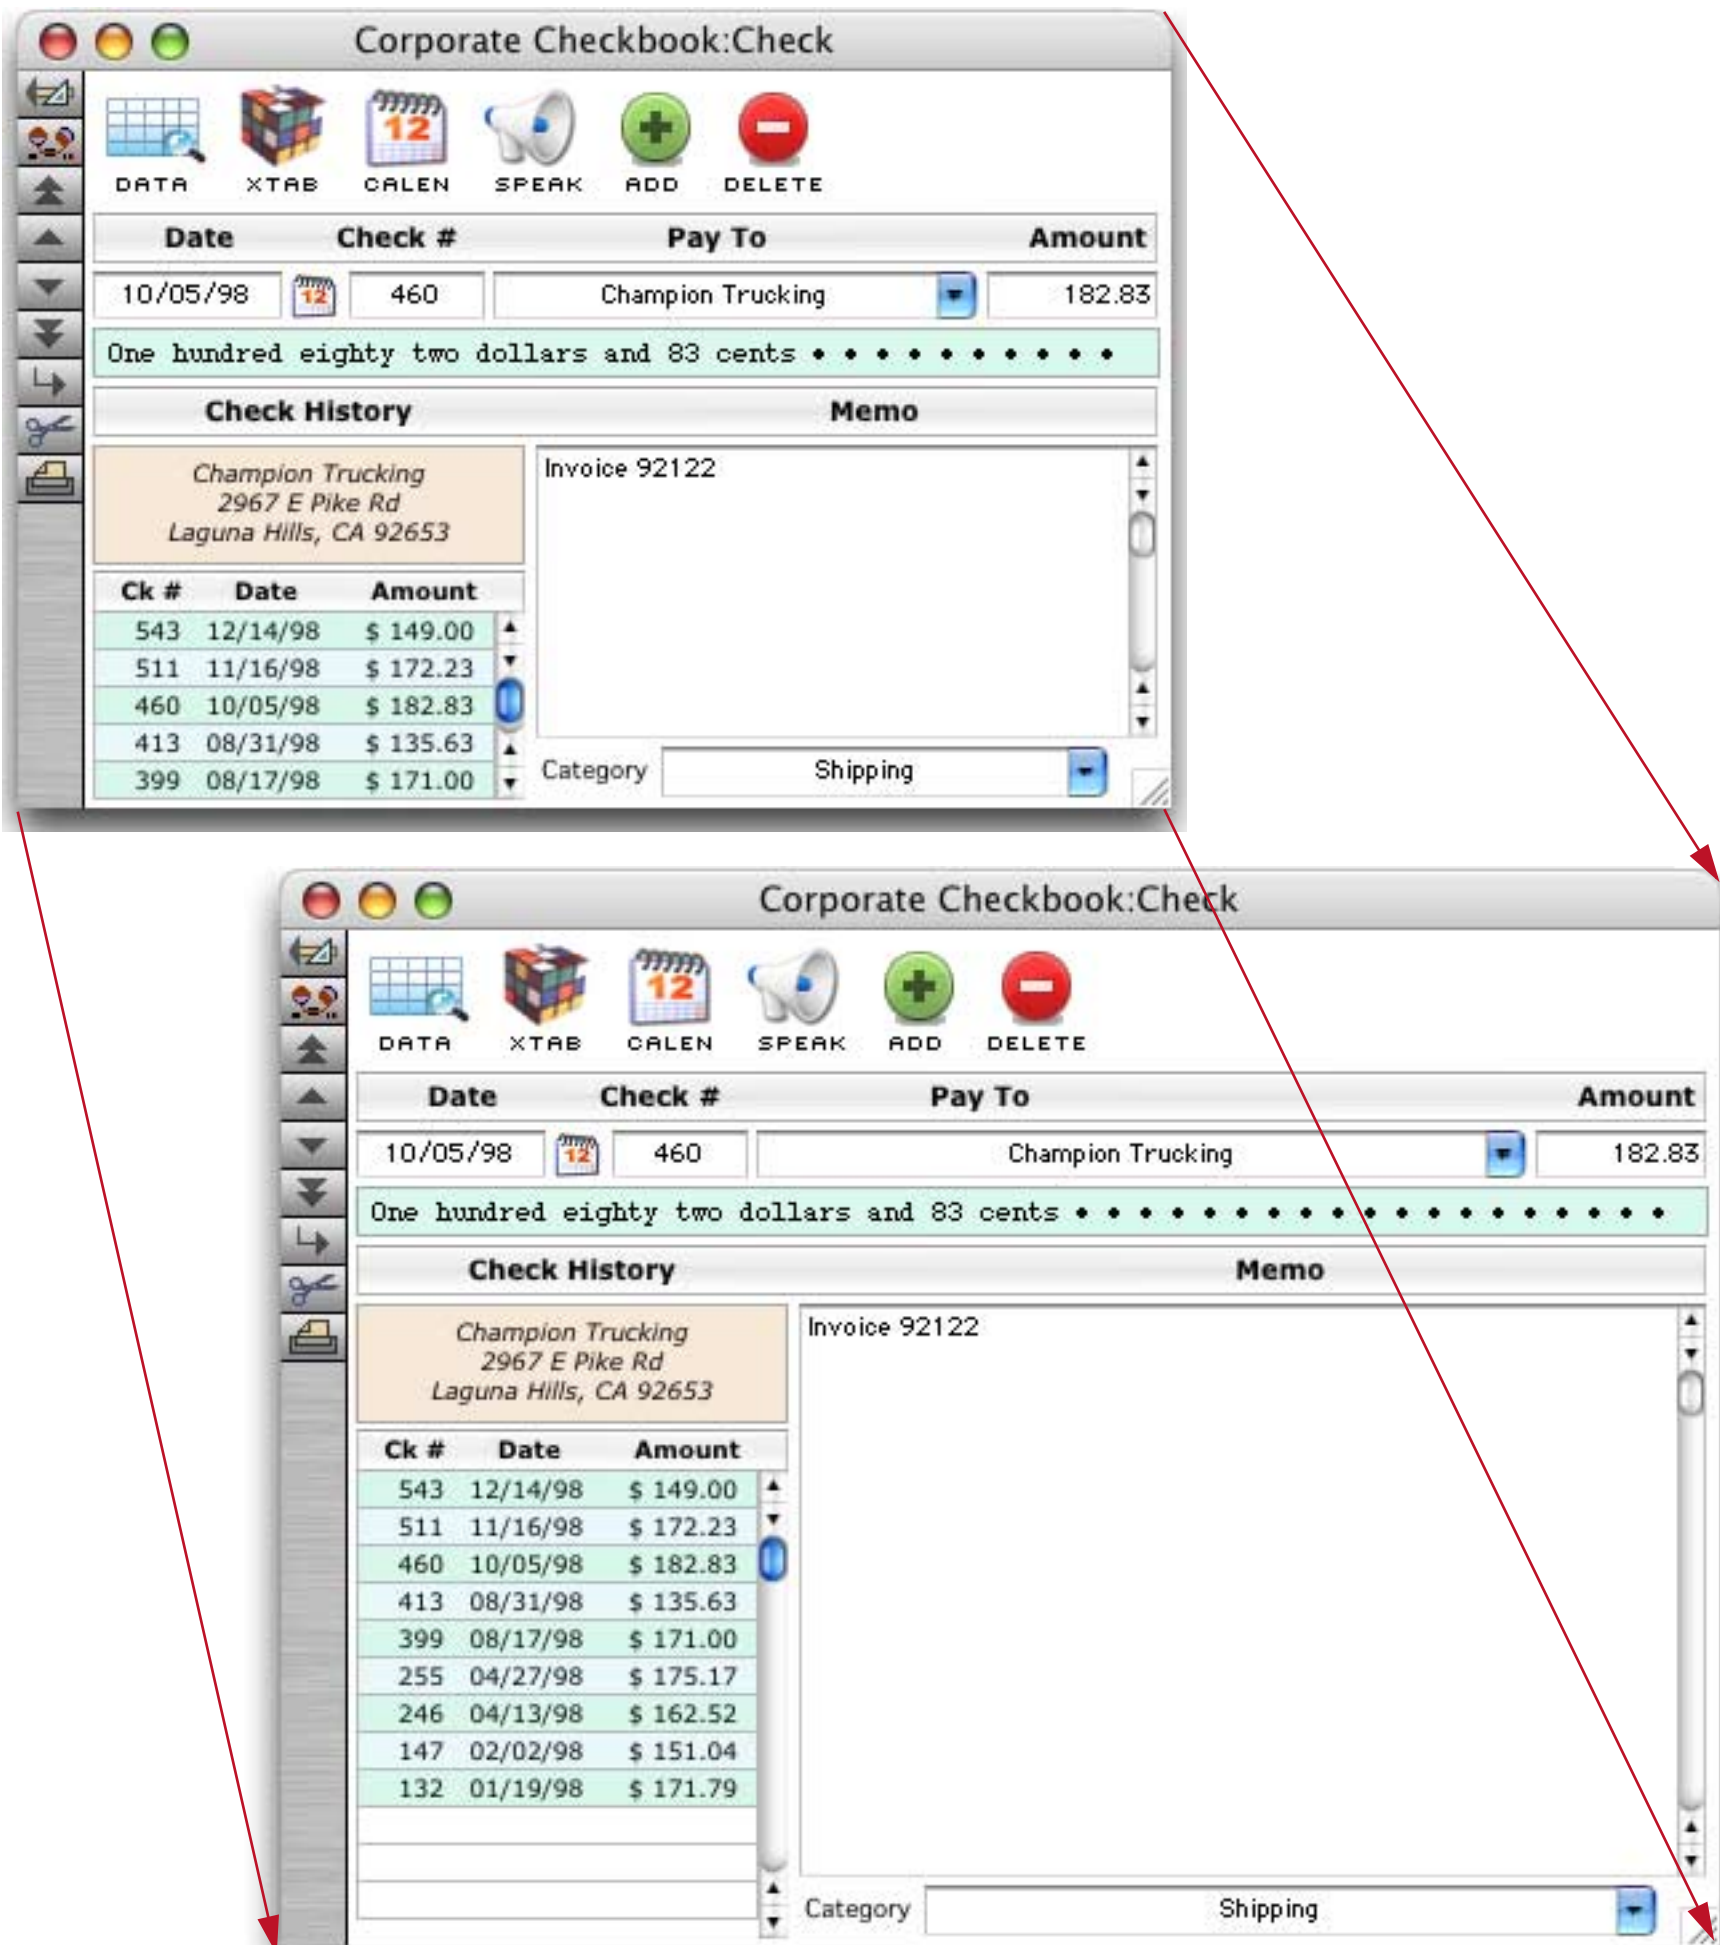 Corporate Checkbook:Check
12
DATA XTAB CALEN SPEAK ADD DELETE
Date Check # Pay To Amount
10/05/98 12 460 Champion Trucking 182.83
One hundred eighty two dollars and 83 cents • • • • • • • • • •
Check History Memo
Champion Trucking
2967 E Pike Rd
Laguna Hills, CA 92653
Invoice 92122
Ck # Date Amount
543 12/14/98 $ 149.00
511 11/16/98 $ 172.23
460 10/05/98 $ 182.83
413 08/31/98 $ 135.63
399 08/17/98 $ 171.00
Category Shipping
Corporate Checkbook:Check
12
DATA XTAB CALEN SPEAK ADD DELETE
Date Check # Pay To Amount
10/05/98 12 460 Champion Trucking 182.83
One hundred eighty two dollars and 83 cents • • • • • • • • • • • • • • • • • • •
Check History Memo
Champion Trucking
2967 E Pike Rd
Laguna Hills, CA 92653
Invoice 92122
Ck # Date Amount
543 12/14/98 $ 149.00
511 11/16/98 $ 172.23
460 10/05/98 $ 182.83
413 08/31/98 $ 135.63
399 08/17/98 $ 171.00
255 04/27/98 $ 175.17
246 04/13/98 $ 162.52
147 02/02/98 $ 151.04
132 01/19/98 $ 171.79
Category Shipping